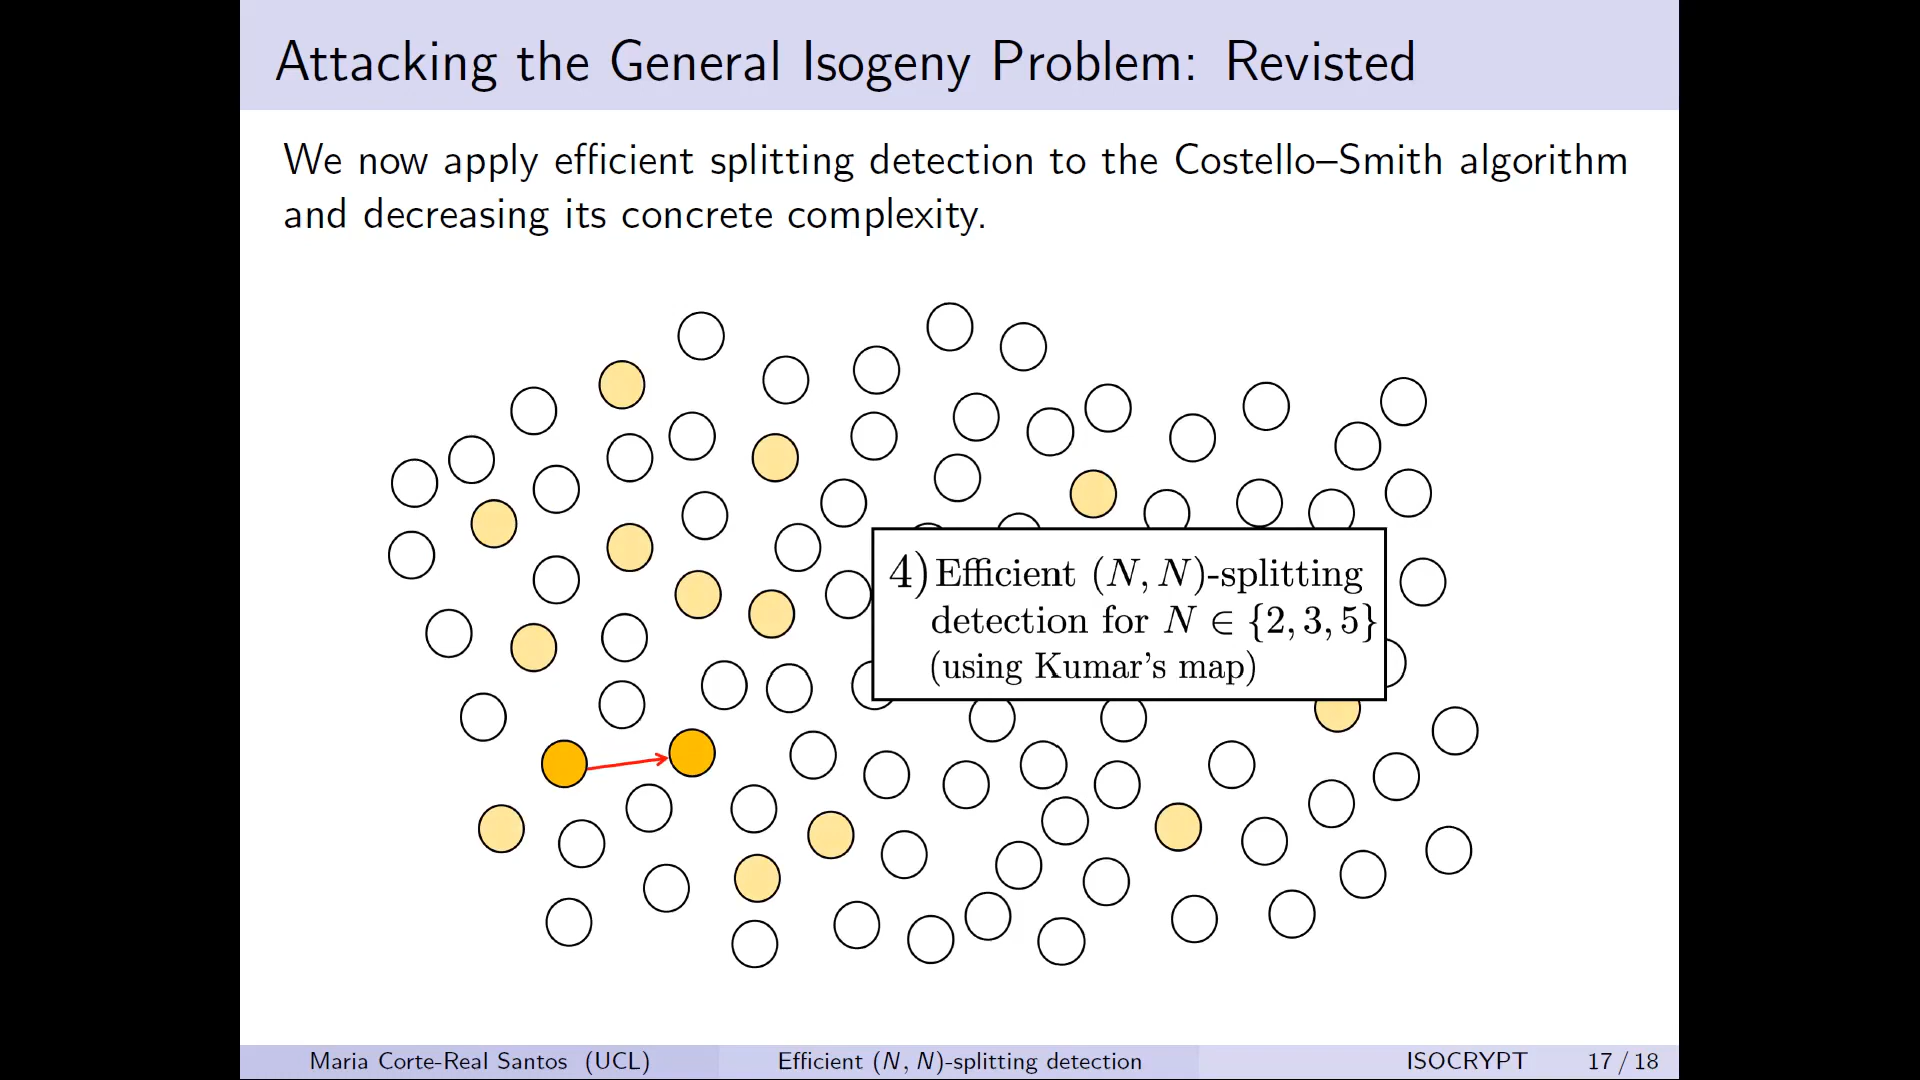 Attacking the General Isogeny Problem: Revisted
We now apply efficient splitting detection to the Costello–Smith algorithm
and decreasing its concrete complexity.
4) Efficient (N, N)-splitting
detection for N ∈ {2, 3, 5}
(using Kumar's map)
Maria Corte-Real Santos (UCL) Efficient (N, N)-splitting detection ISOCRYPT 17 / 18